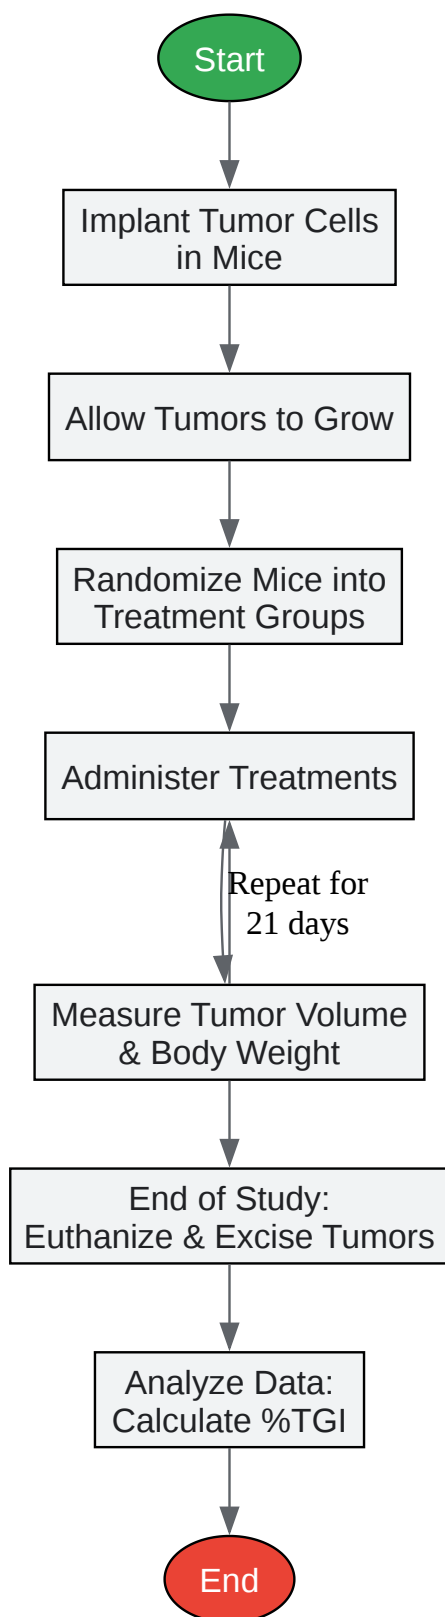 Start
Implant Tumor Cells
in Mice
Allow Tumors to Grow
Randomize Mice into
Treatment Groups
Administer Treatments
Repeat for
21 days
Measure Tumor Volume
& Body Weight
End of Study:
Euthanize & Excise Tumors
Analyze Data:
Calculate %TGI
End